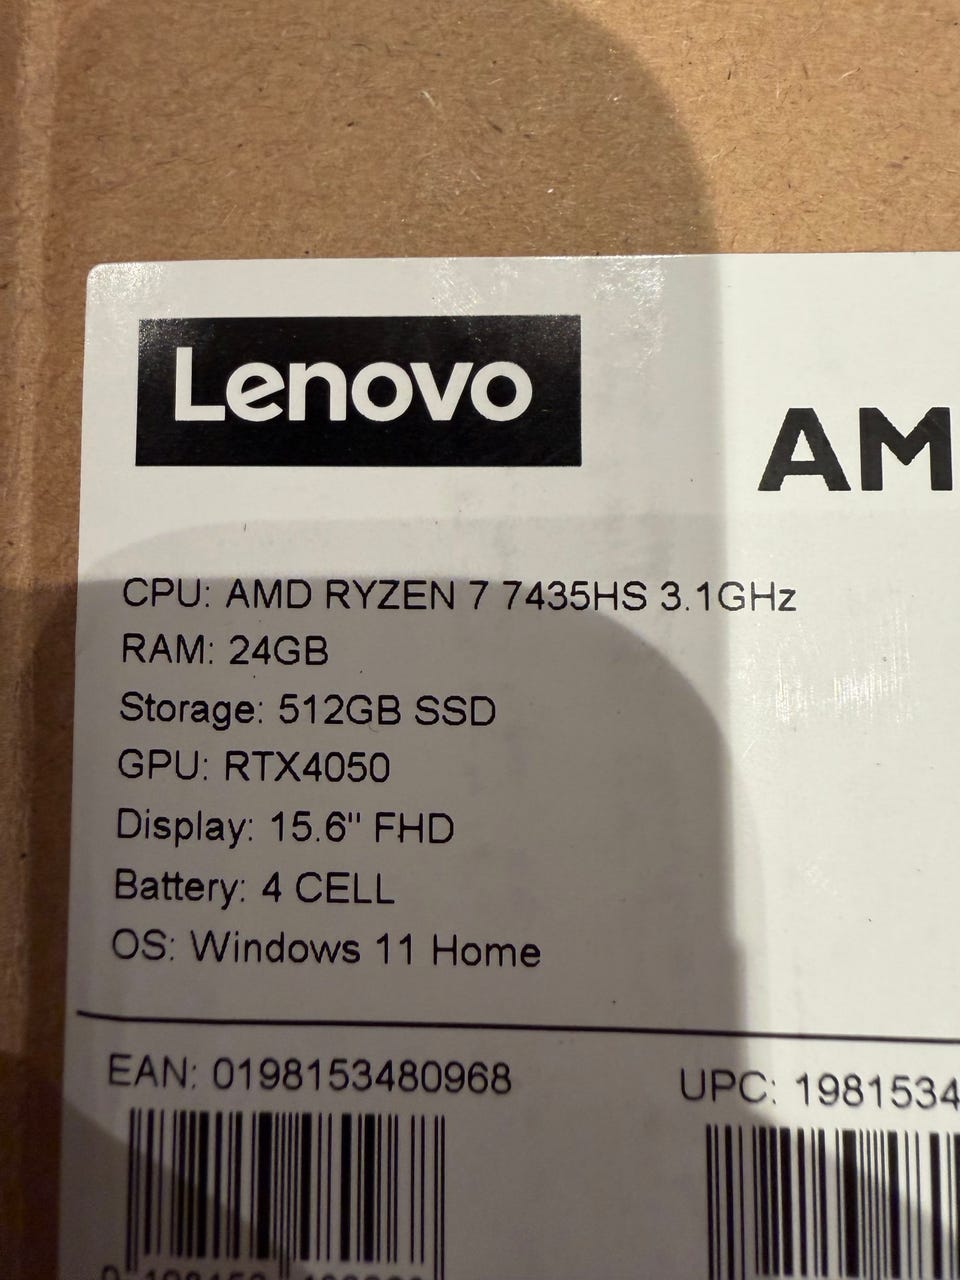 Lenovo
AM
CPU: AMD RYZEN 7 7435HS 3.1GHz
RAM: 24GB
Storage: 512GB SSD
GPU: RTX4050
Display: 15.6" FHD
Battery: 4 CELL
OS: Windows 11 Home
EAN: 0198153480968
UPC: 1981534